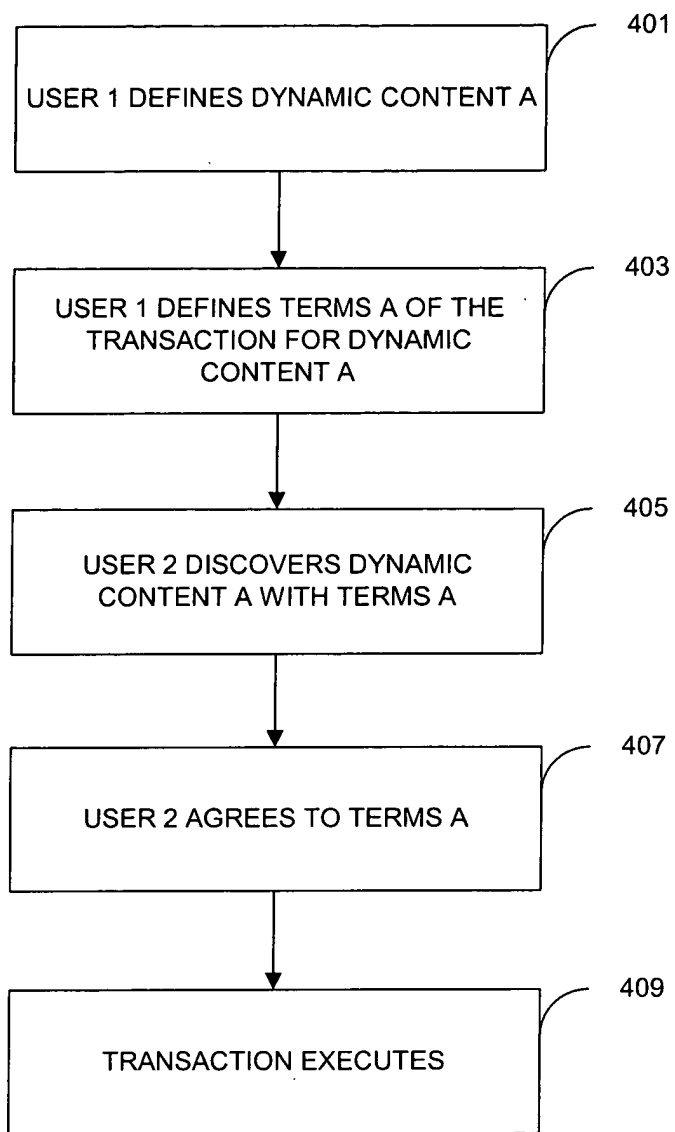 401
USER 1 DEFINES DYNAMIC CONTENT A
403
USER 1 DEFINES TERMS A OF THE
TRANSACTION FOR DYNAMIC
CONTENT A
405
USER 2 DISCOVERS DYNAMIC
CONTENT A WITH TERMS A
407
USER 2 AGREES TO TERMS A
409
TRANSACTION EXECUTES